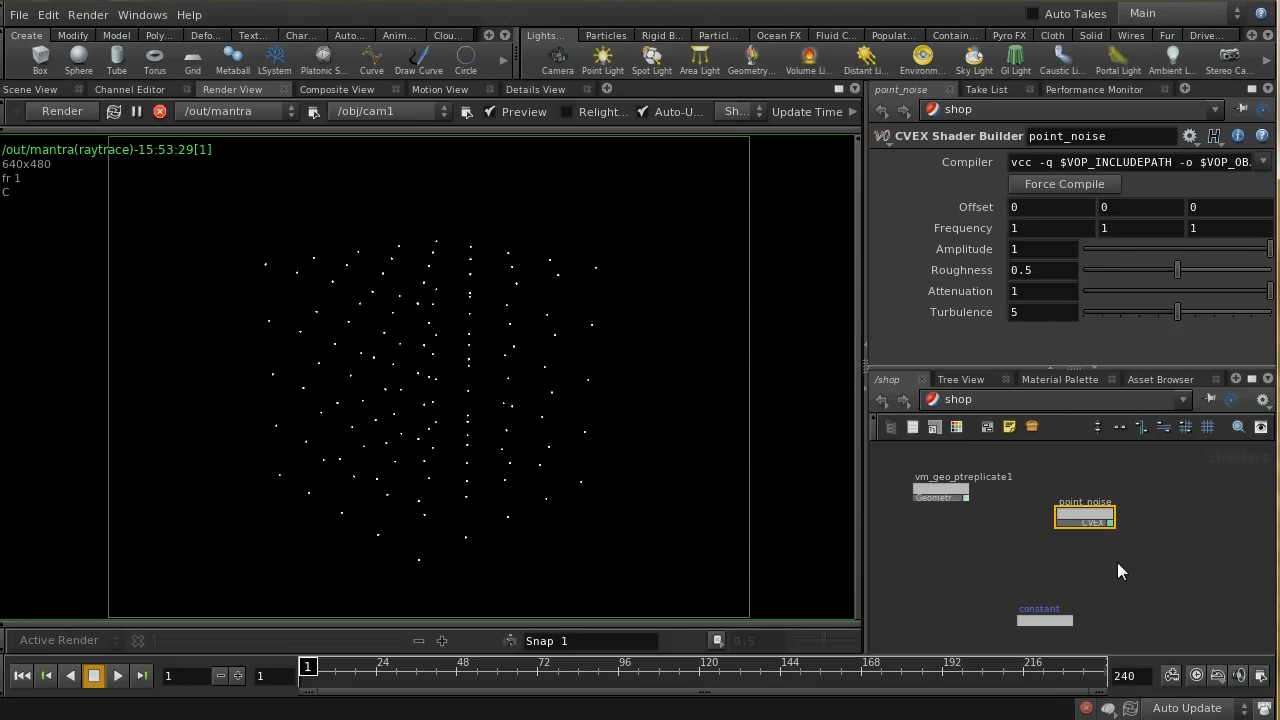 File Edit Render Windows Help
Auto Takes Main
Create Modify Model Poly... Defo... Text... Char... Auto... Anim... Clou...
Lights... Particles Rigid B... Particl... Ocean FX Fluid C... Populat... Contain... Pyro FX Cloth Solid Wires Fur Drive...
Box Sphere Tube Torus Grid Metaball LSystem Platonic S... Curve Draw Curve Circle
Camera Point Light Spot Light Area Light Geometry... Volume Li... Distant Li... Environm... Sky Light GI Light Caustic Li... Portal Light Ambient L... Stereo Ca...
Scene View Channel Editor Render View Composite View Motion View Details View
point_noise Take List Performance Monitor
Render /out/mantra /obj/cam1 Preview Relight... Auto-U... Sh... Update Time
shop
/out/mantra(raytrace)-15:53:29[1]
640x480
fr 1
C
CVEX Shader Builder point_noise
Compiler vcc -q $VOP_INCLUDEPATH -o $VOP_OB.
Force Compile
Offset 0 0 0
Frequency 1 1 1
Amplitude 1
Roughness 0.5
Attenuation 1
Turbulence 5
/shop Tree View Material Palette Asset Browser
shop
Shaders
vm_geo_ptreplicate1
Geometr...
point_noise
CVEX
constant
Active Render Snap 1 0.5
1 1 1 24 48 72 96 120 144 168 192 216 240
Auto Update